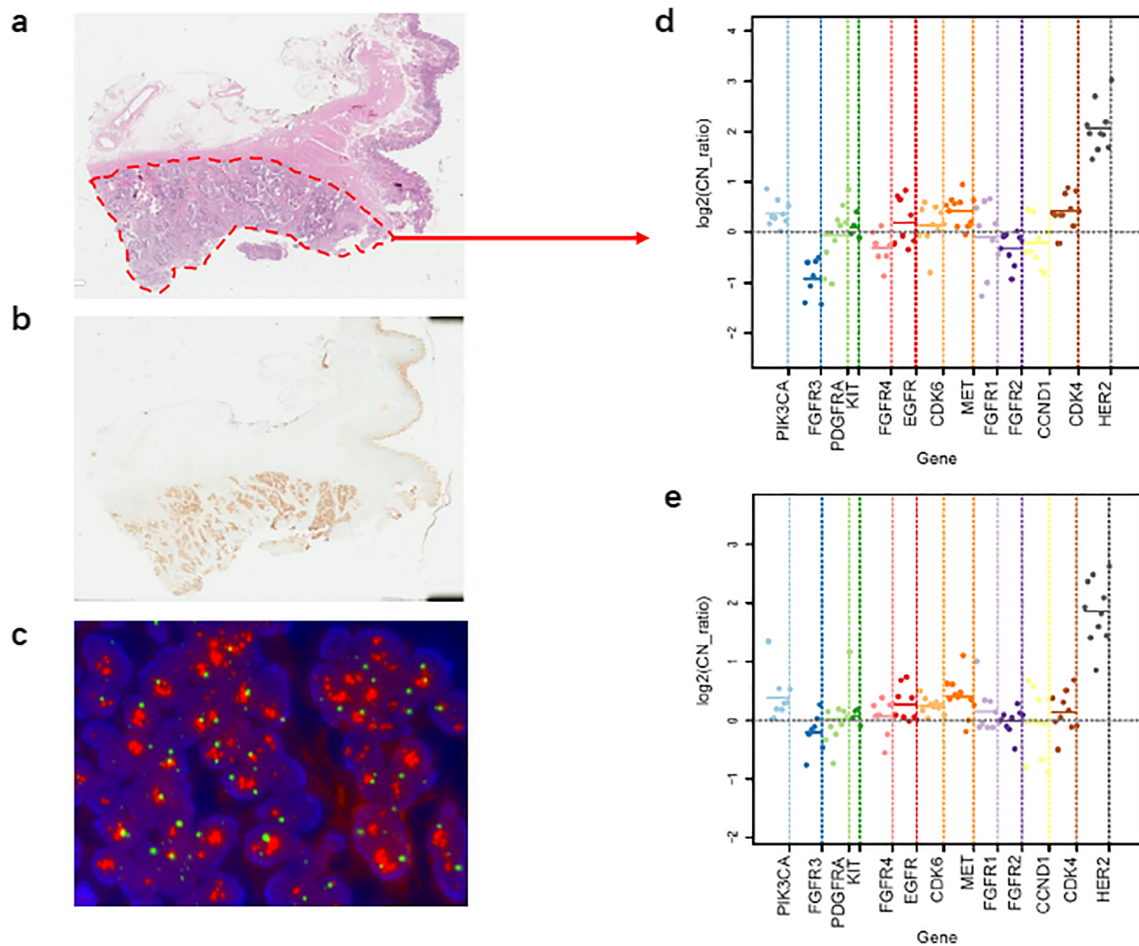 a
b
c
d
log2(CN_ratio)
4
3
2
1
0
-1
-2
PIK3CA
FGFR3
PDGFRA
KIT
FGFR4
EGFR
CDK6
MET
FGFR1
FGFR2
CCND1
CDK4
HER2
Gene
e
log2(CN_ratio)
3
2
1
0
-1
-2
PIK3CA
FGFR3
PDGFRA
KIT
FGFR4
EGFR
CDK6
MET
FGFR1
FGFR2
CCND1
CDK4
HER2
Gene